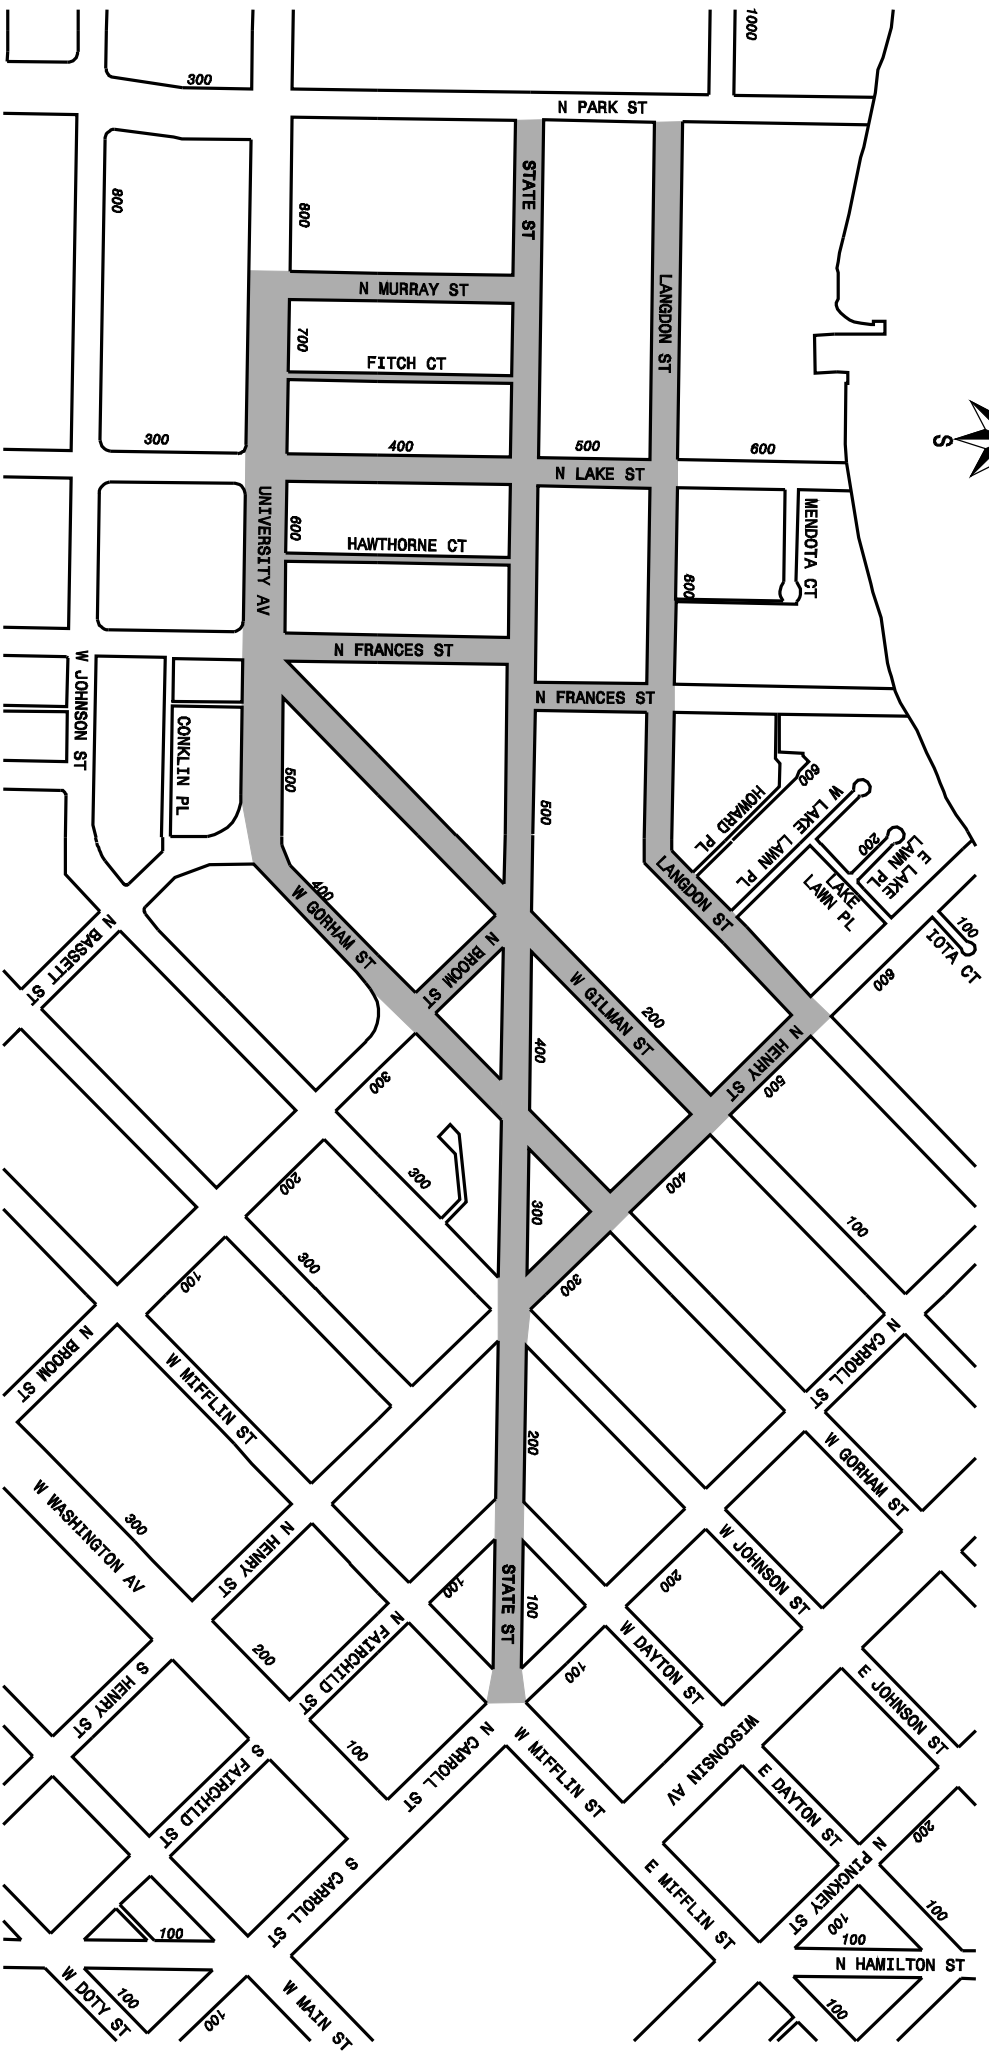 1000
300
N PARK ST
800
800
STATE ST
LANGDON ST
N MURRAY ST
700
FITCH CT
300
400
500
600
S
N LAKE ST
UNIVERSITY AV
600
HAWTHORNE CT
600
MENDOTA CT
N FRANCES ST
N FRANCES ST
W JOHNSON ST
CONKLIN PL
500
500
HOWARD PL
600
W LAKE LAWN PL
200
E LAKE
LAWN PL
LAKE
LAWN PL
LANGDON ST
400
W GORHAM ST
N BASSETT ST
N BROOM ST
W GILMAN ST
200
100
IOTA CT
600
N HENRY ST
500
400
300
300
200
300
400
100
300
300
100
N BROOM ST
W MIFFLIN ST
N CARROLL ST
200
W GORHAM ST
W WASHINGTON AV
300
N HENRY ST
W JOHNSON ST
STATE ST
100
100
200
N FAIRCHILD ST
200
W DAYTON ST
100
S HENRY ST
E JOHNSON ST
100
N CARROLL ST
W MIFFLIN ST
WISCONSIN AV
E DAYTON ST
S FAIRCHILD ST
200
N PINCKNEY ST
S CARROLL ST
E MIFFLIN ST
100
100
100
100
N HAMILTON ST
W DOTY ST
100
100
W MAIN ST
100